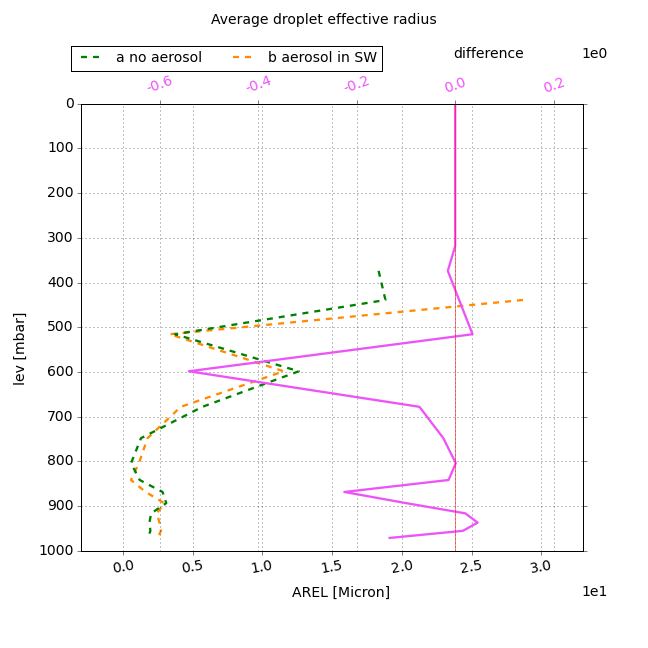 Average droplet effective radius
a no aerosol b aerosol in SW difference 1e0
-0.6 -0.4 -0.2 0.0 0.2
0
100
200
300
400
500
600
700
800
900
1000
lev [mbar]
0.0 0.5 1.0 1.5 2.0 2.5 3.0
AREL [Micron] 1e1